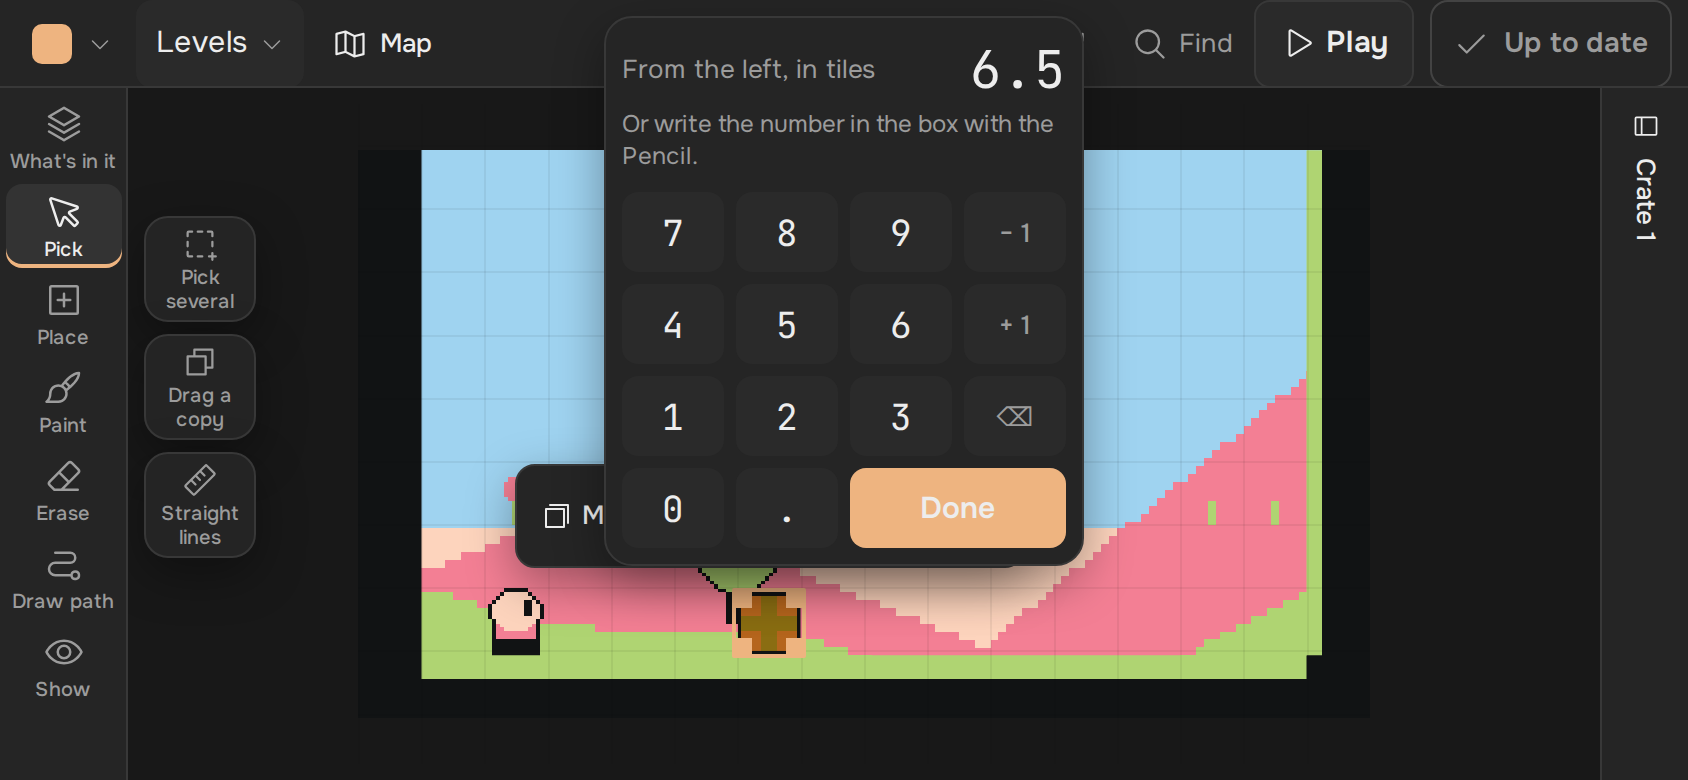 Levels
Map
Find
Play
Up to date
What's in it
Pick
Place
Paint
Erase
Draw path
Show
Pick
several
Drag a
copy
Straight
lines
From the left, in tiles
6.5
Or write the number in the box with the
Pencil.
7 8 9 - 1
4 5 6 + 1
1 2 3
0 . Done
M
Crate 1